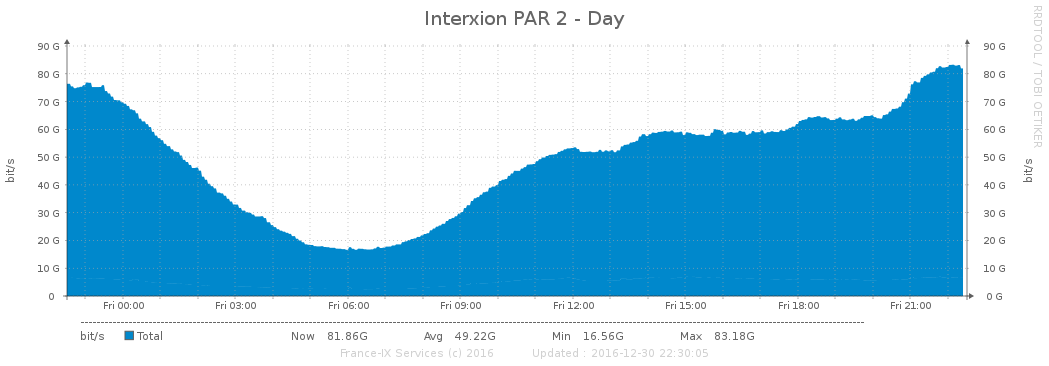 Interxion PAR 2 - Day
RRDTOOL / TOBI OETIKER
bit/s
bit/s
90 G 90 G
80 G 80 G
70 G 70 G
60 G 60 G
50 G 50 G
40 G 40 G
30 G 30 G
20 G 20 G
10 G 10 G
0 0 G
Fri 00:00 Fri 03:00 Fri 06:00 Fri 09:00 Fri 12:00 Fri 15:00 Fri 18:00 Fri 21:00
bit/s Total Now 81.86G Avg 49.22G Min 16.56G Max 83.18G
France-IX Services (c) 2016 Updated : 2016-12-30 22:30:05